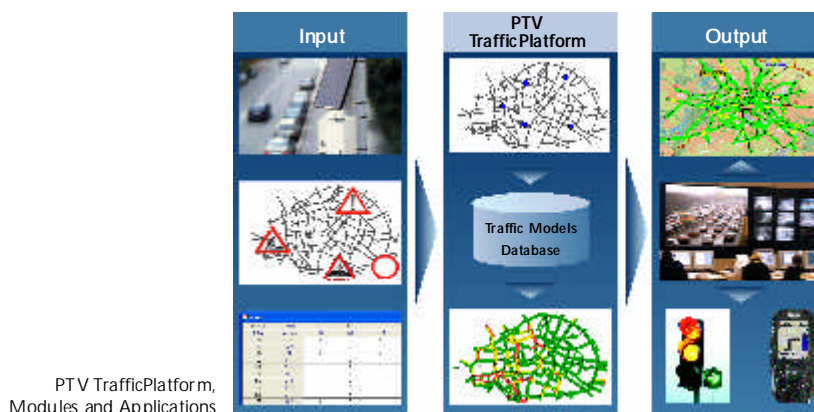 Input
PTV
TrafficPlatform
Output
Traffic Models
Database
PTV TrafficPlatform,
Modules and Applications